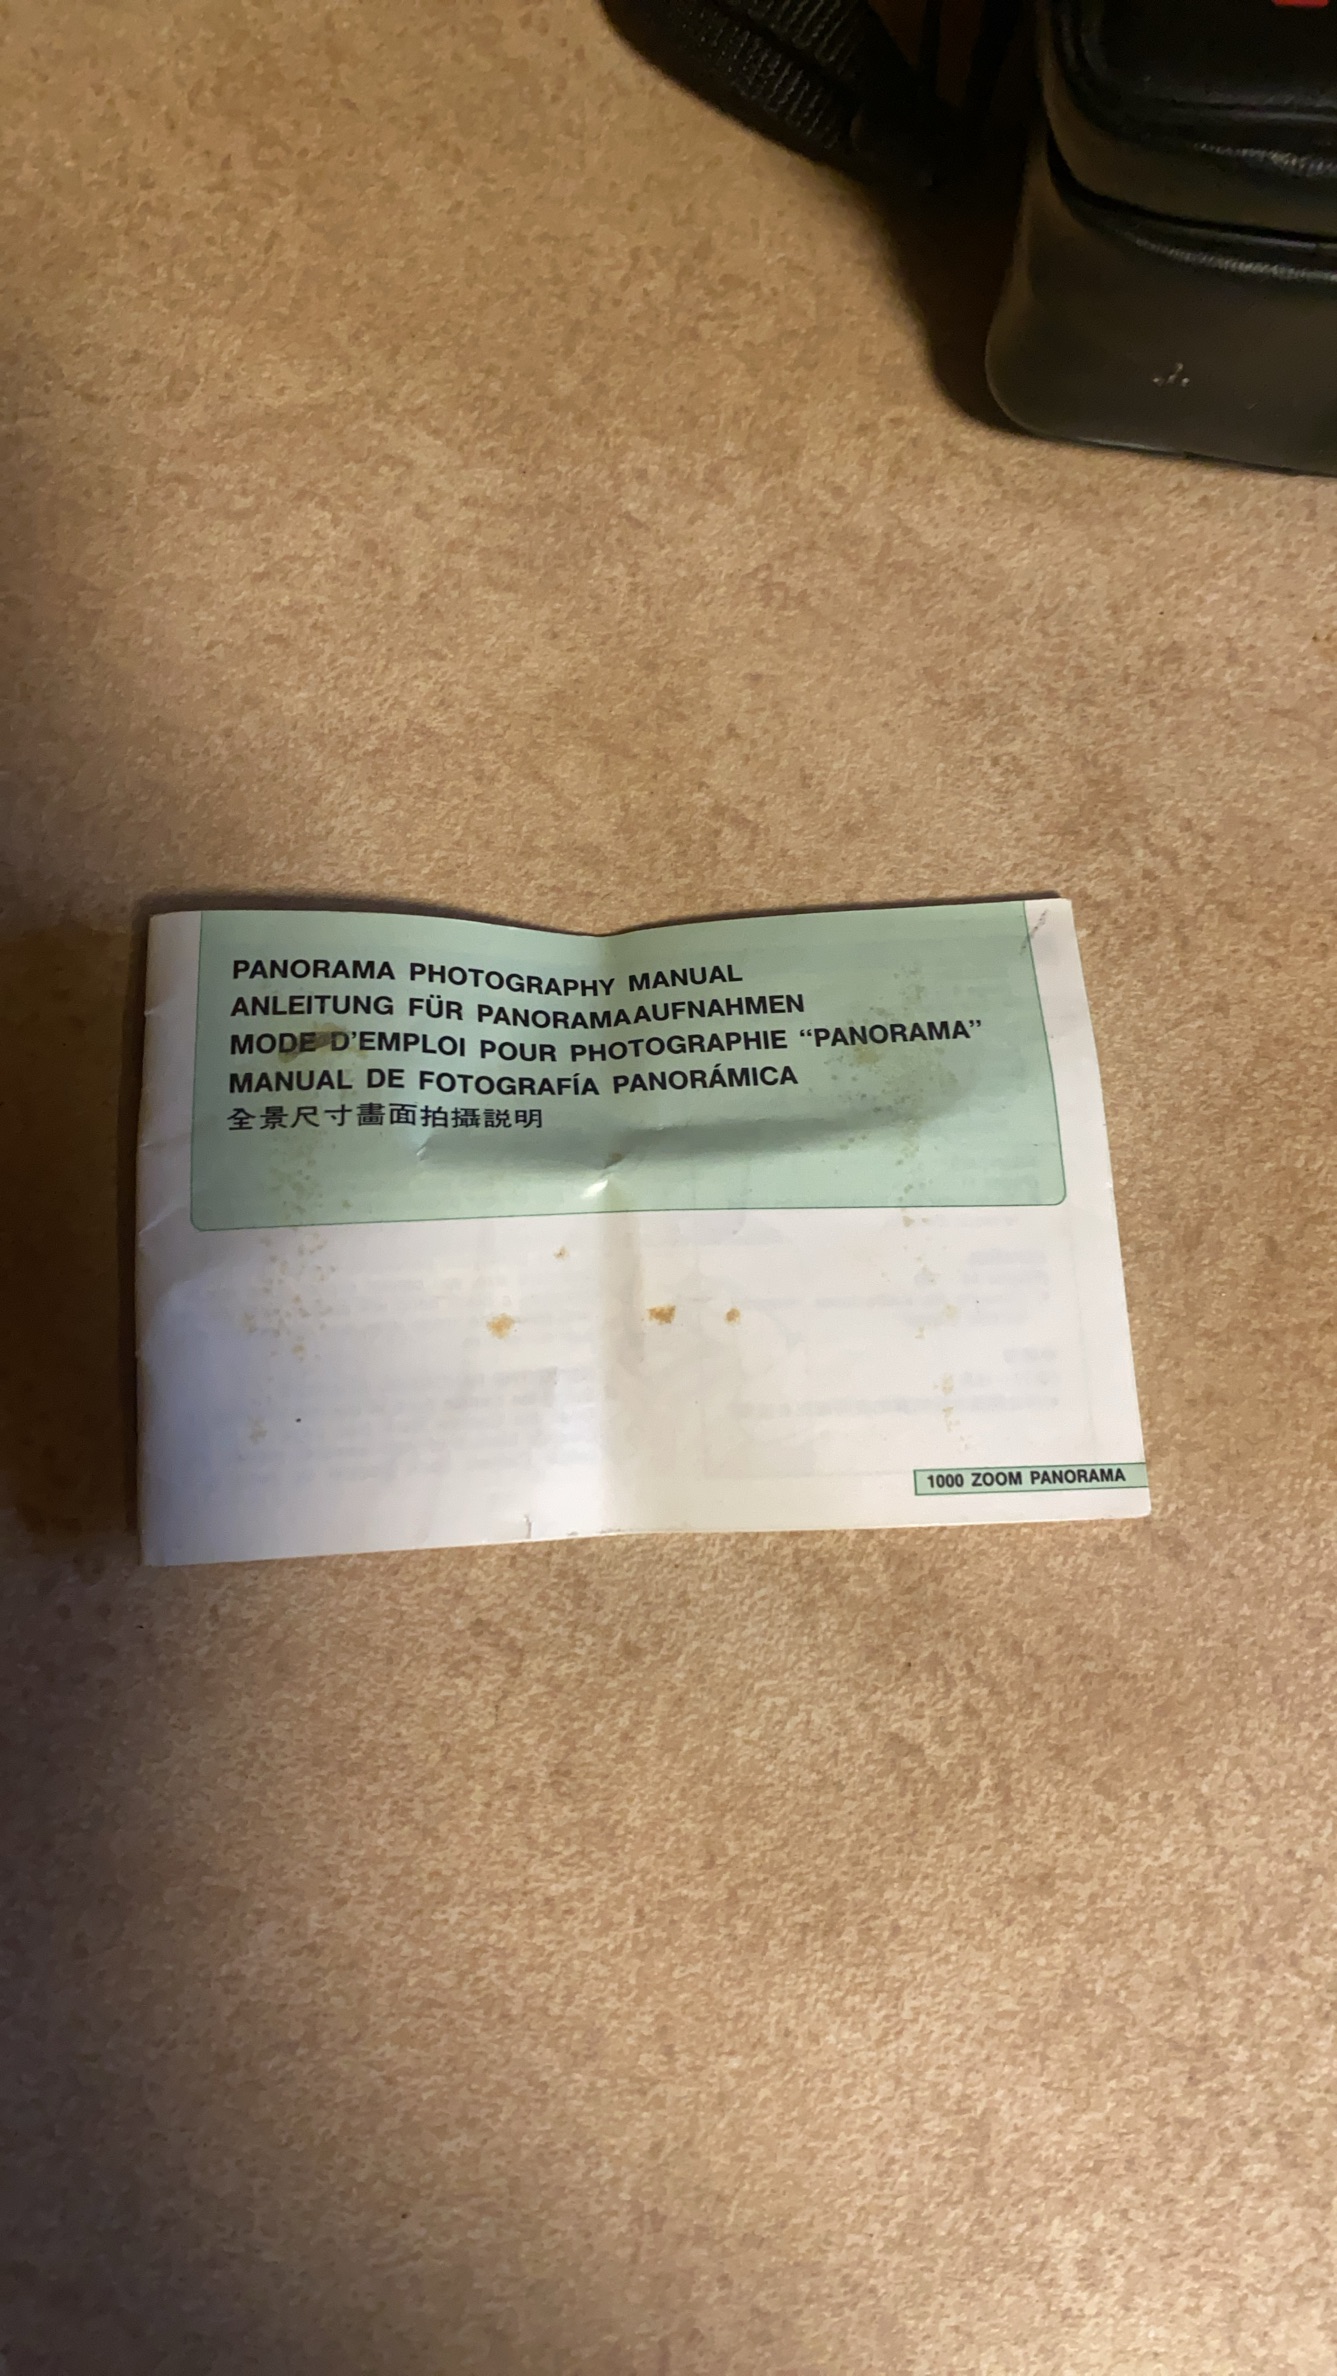 PANORAMA PHOTOGRAPHY MANUAL
ANLEITUNG FÜR PANORAMAAUFNAHMEN
MODE D'EMPLOI POUR PHOTOGRAPHIE “PANORAMA”
MANUAL DE FOTOGRAFÍA PANORÁMICA
全景尺寸畫面拍攝説明
1000 ZOOM PANORAMA